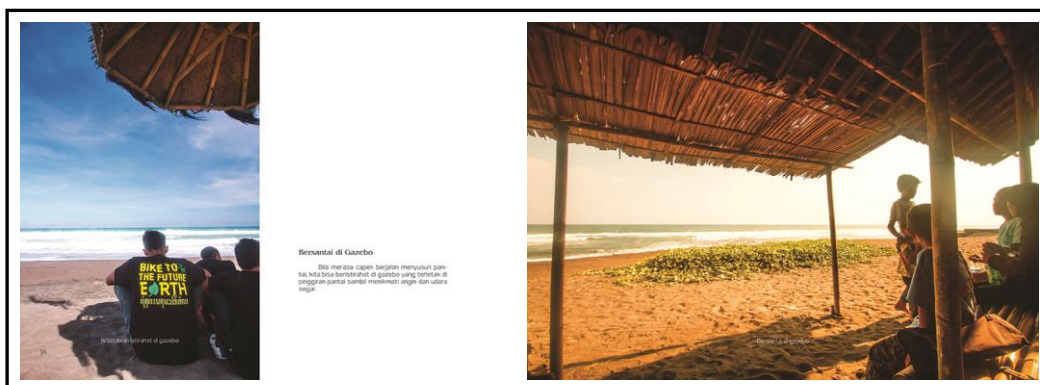 BIKE TO
THE FUTURE
EARTH
Wisatawan istirahat di gazebo
34
Bersantai di Gazebo
Bila merasa capek berjalan menyusuri pan-
tai, kita bisa beristirahat di gazebo yang terletak di
pinggiran pantai sambil menikmati angin dan udara
segar.
Bersantai di gazebo